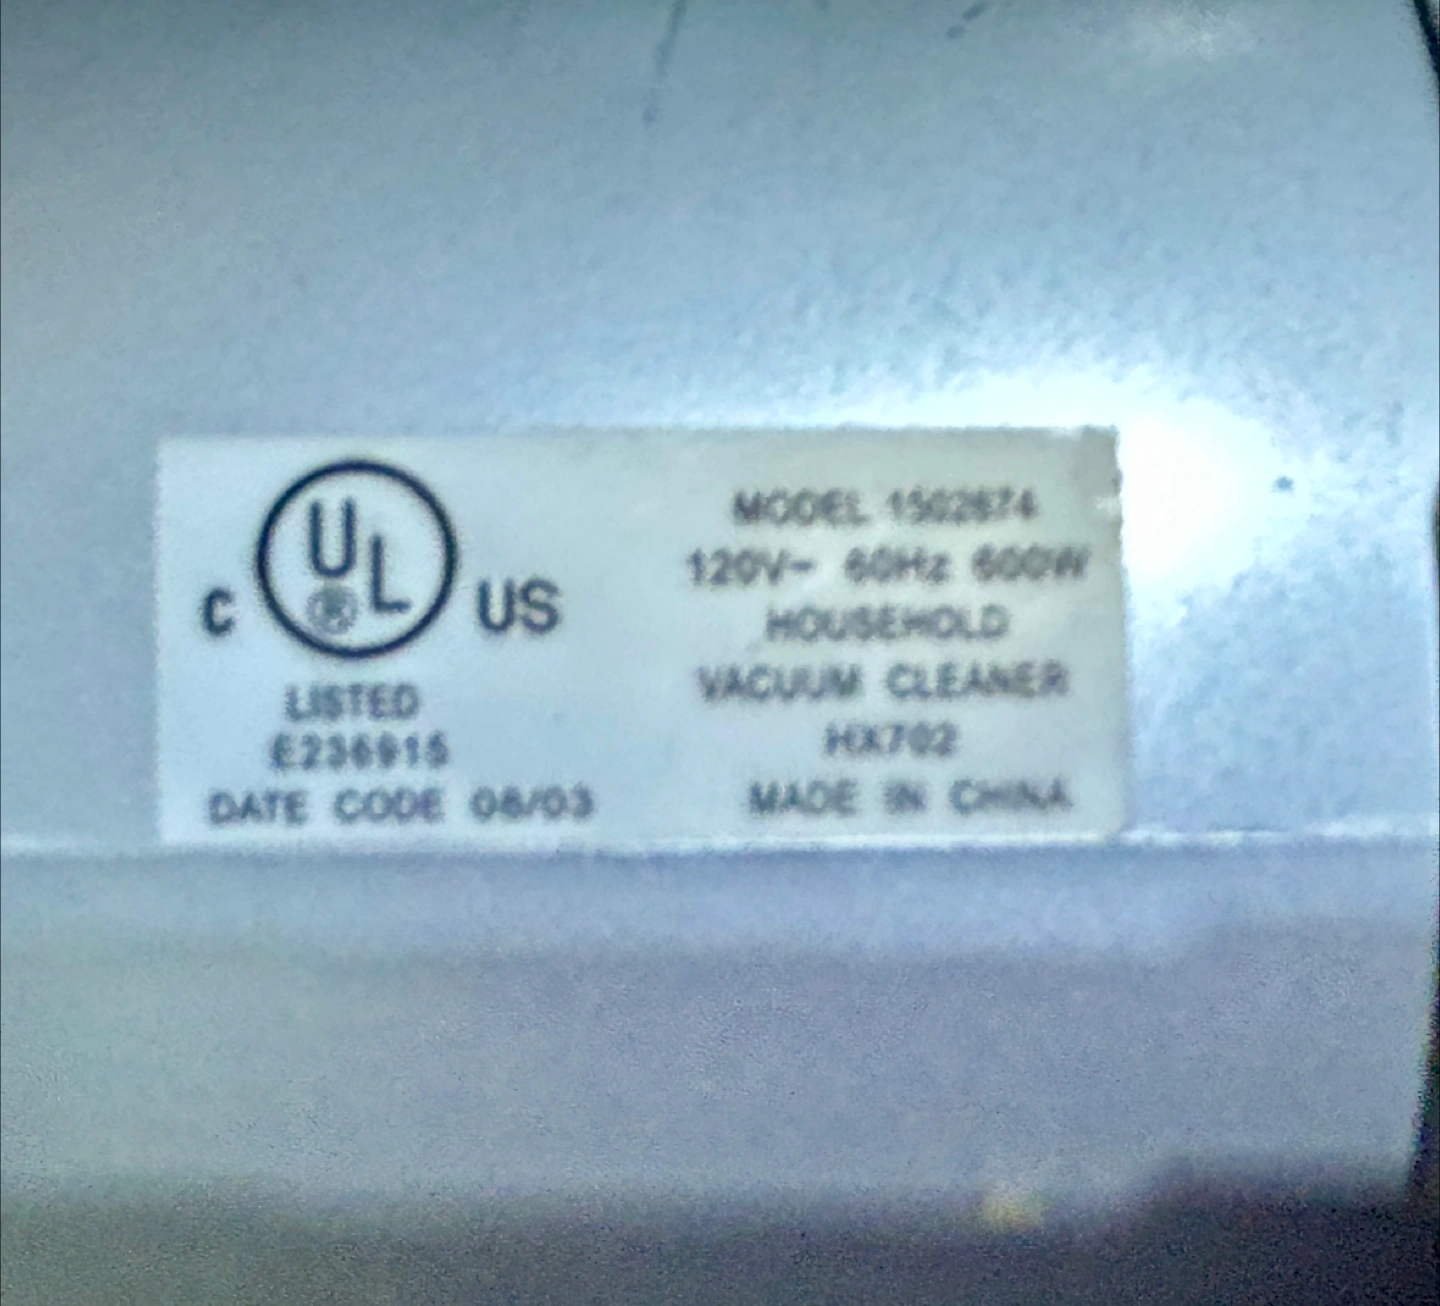 C UL ® US
LISTED
E236915
DATE CODE 08/03
MODEL 1502674
120V~ 60Hz 600W
HOUSEHOLD
VACUUM CLEANER
HX702
MADE IN CHINA